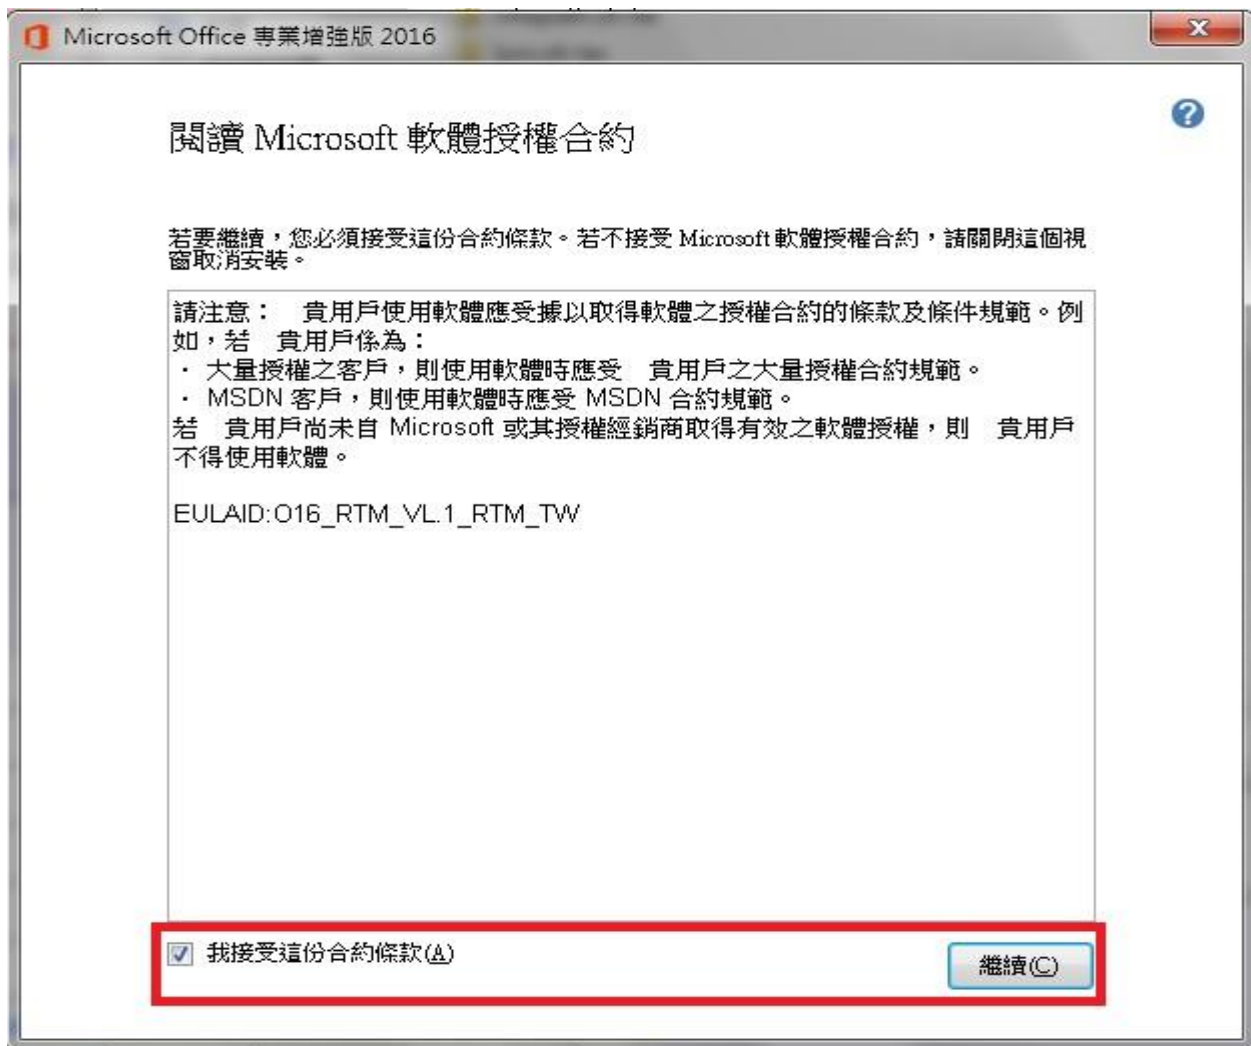 Microsoft Office 專業增強版 2016
閱讀 Microsoft 軟體授權合約
若要繼續，您必須接受這份合約條款。若不接受 Microsoft 軟體授權合約，請關閉這個視
窗取消安裝。
請注意： 貴用戶使用軟體應受據以取得軟體之授權合約的條款及條件規範。例
如，若 貴用戶係為：
· 大量授權之客戶，則使用軟體時應受 貴用戶之大量授權合約規範。
· MSDN 客戶，則使用軟體時應受 MSDN 合約規範。
若 貴用戶尚未自 Microsoft 或其授權經銷商取得有效之軟體授權，則 貴用戶
不得使用軟體。
EULAID:O16_RTM_VL.1_RTM_TW
我接受這份合約條款(A)
繼續(C)